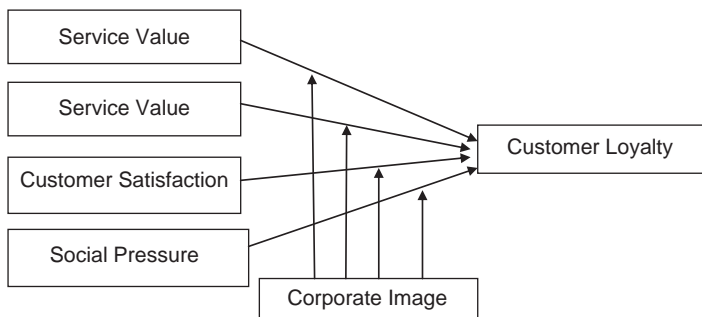 Service Value
Service Value
Customer Satisfaction
Social Pressure
Customer Loyalty
Corporate Image